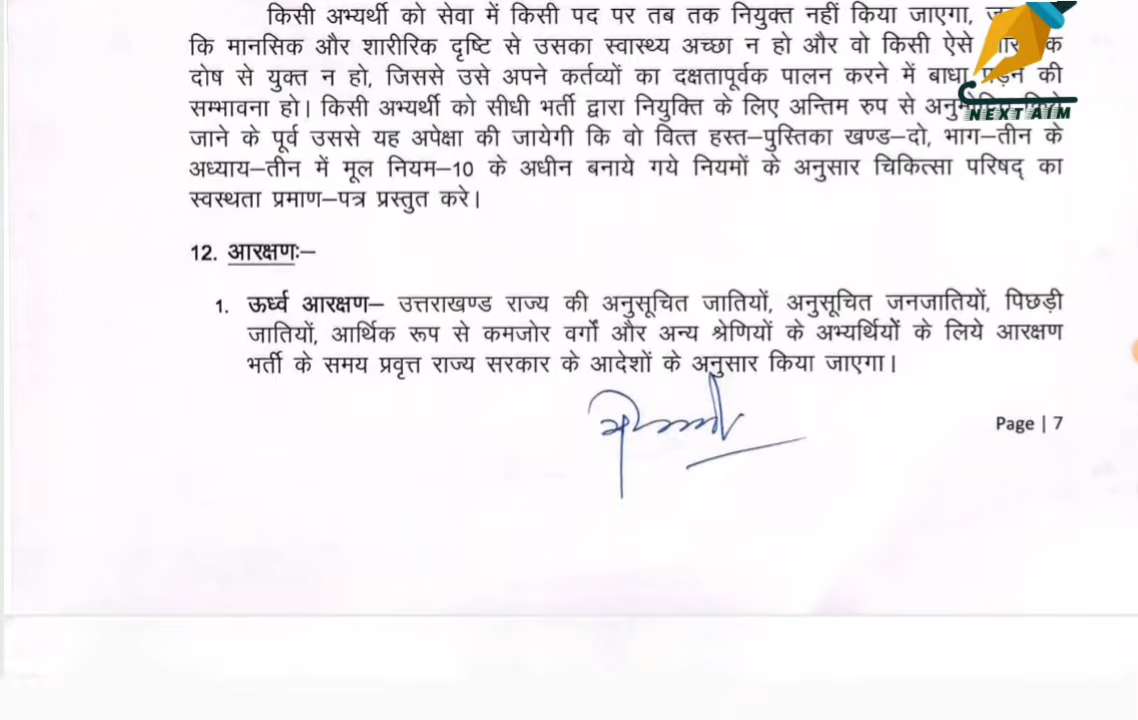 किसी अभ्यर्थी को सेवा में किसी पद पर तब तक नियुक्त नहीं किया जाएगा,
कि मानसिक और शारीरिक दृष्टि से उसका स्वास्थ्य अच्छा न हो और वो किसी ऐसे
दोष से युक्त न हो, जिससे उसे अपने कर्तव्यों का दक्षतापूर्वक पालन करने में बाधा पड़ने की
सम्भावना हो। किसी अभ्यर्थी को सीधी भर्ती द्वारा नियुक्ति के लिए अन्तिम रुप से
NEXT ATM
जाने के पूर्व उससे यह अपेक्षा की जायेगी कि वो वित्त हस्त–पुस्तिका खण्ड–दो, भाग–तीन के
अध्याय–तीन में मूल नियम–10 के अधीन बनाये गये नियमों के अनुसार चिकित्सा परिषद् का
स्वस्थता प्रमाण–पत्र प्रस्तुत करे।
12. आरक्षणः–
1. ऊर्ध्व आरक्षण– उत्तराखण्ड राज्य की अनुसूचित जातियों, अनुसूचित जनजातियों, पिछड़ी
जातियों, आर्थिक रूप से कमजोर वर्गों और अन्य श्रेणियों के अभ्यर्थियों के लिये आरक्षण
भर्ती के समय प्रवृत्त राज्य सरकार के आदेशों के अनुसार किया जाएगा।
Page | 7